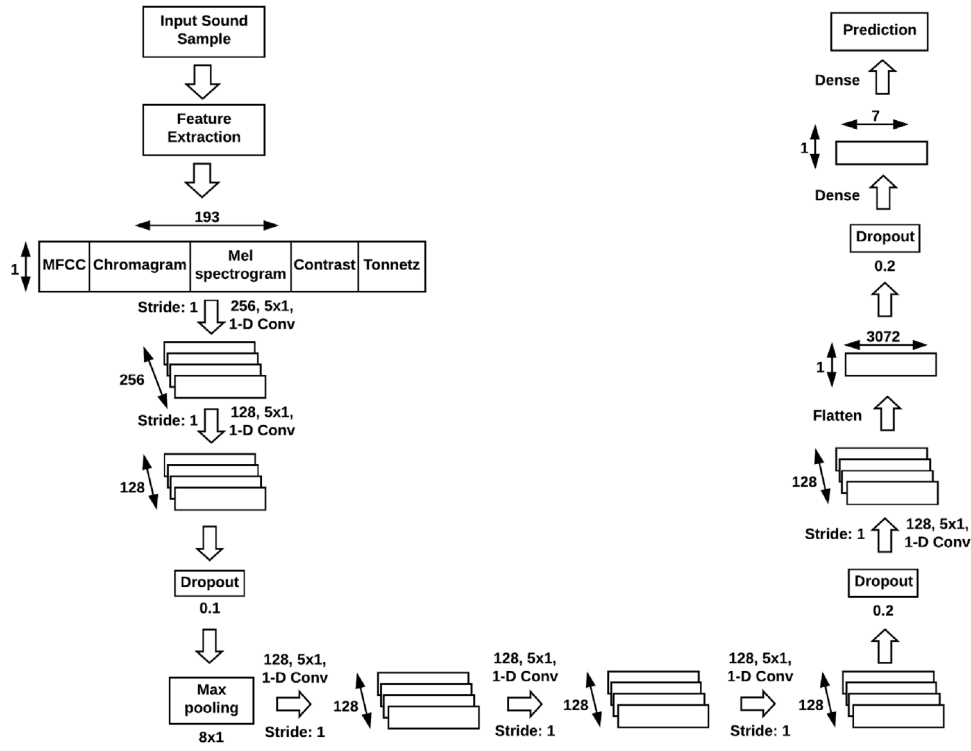 Input Sound
Sample
Feature
Extraction
193
1
MFCC
Chromagram
Mel
spectrogram
Contrast
Tonnetz
Stride: 1
256, 5x1,
1-D Conv
256
Stride: 1
128, 5x1,
1-D Conv
128
Dropout
0.1
Max
pooling
8x1
128, 5x1,
1-D Conv
Stride: 1
128
128, 5x1,
1-D Conv
Stride: 1
128
128, 5x1,
1-D Conv
Stride: 1
128
Dropout
0.2
Stride: 1
128, 5x1,
1-D Conv
128
Flatten
3072
1
Dropout
0.2
Dense
7
1
Dense
Prediction